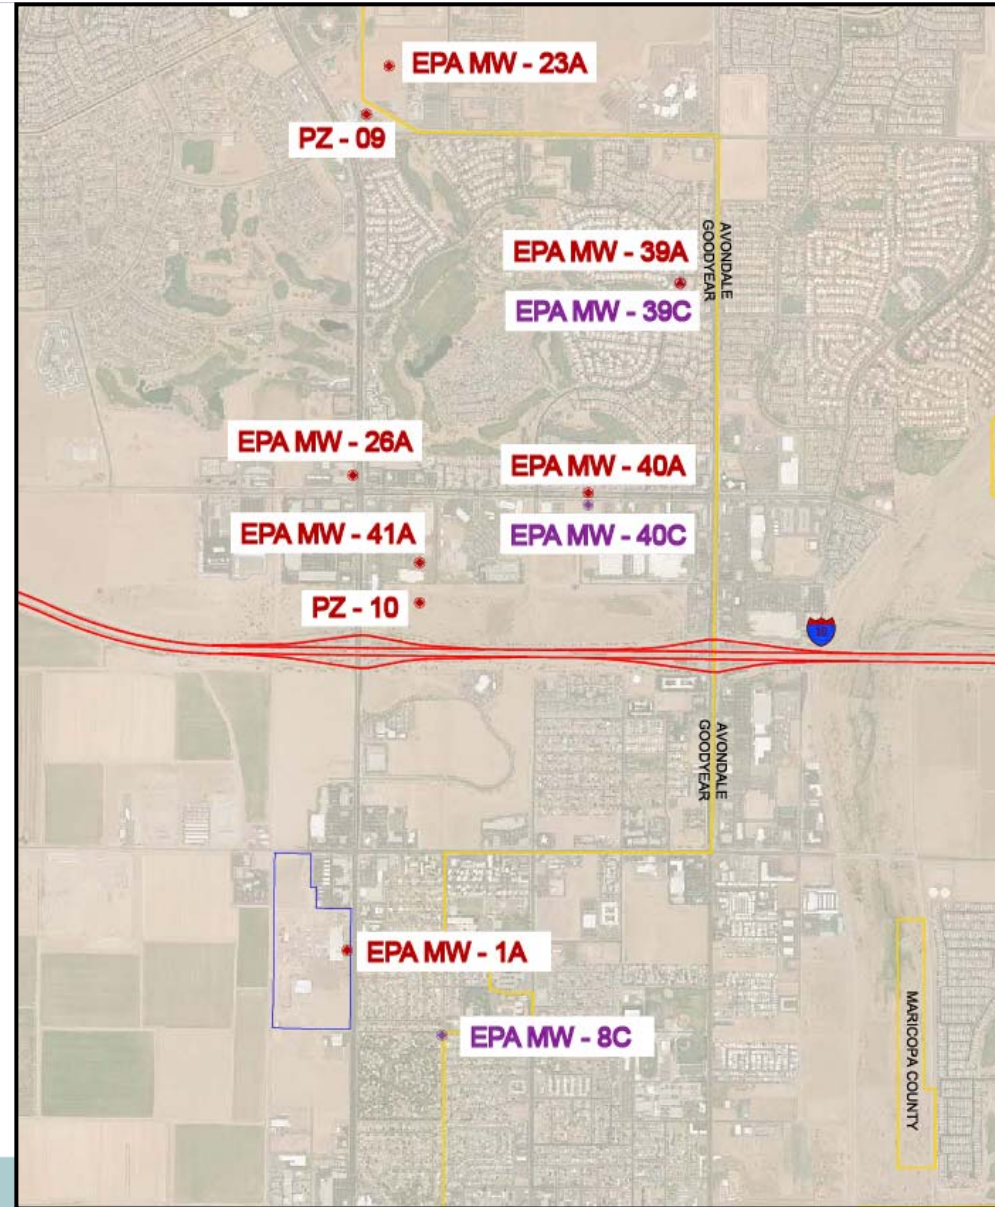 EPA MW - 23A
PZ - 09
AVONDALE
GOODYEAR
EPA MW - 39A
EPA MW - 39C
EPA MW - 26A
EPA MW - 40A
EPA MW - 40C
EPA MW - 41A
PZ - 10
10
AVONDALE
GOODYEAR
EPA MW - 1A
MARICOPA COUNTY
EPA MW - 8C